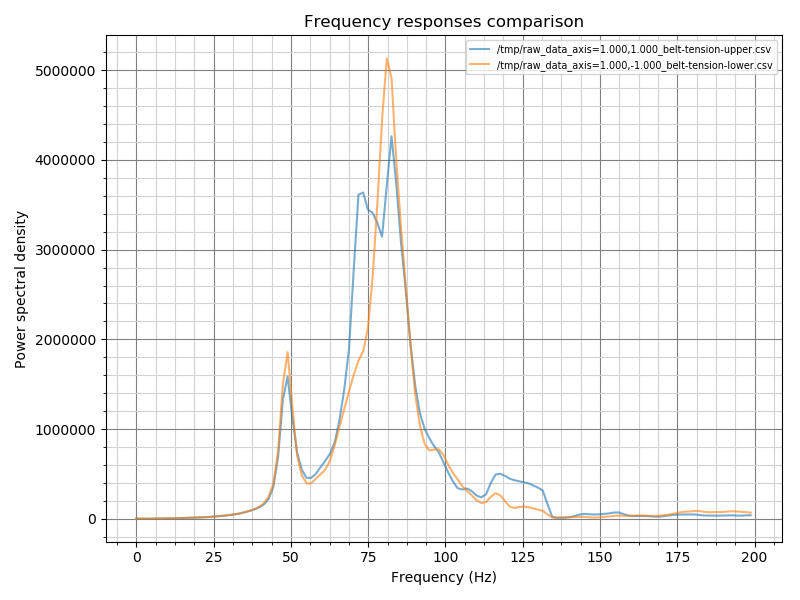 Frequency responses comparison
/tmp/raw_data_axis=1.000,1.000_belt-tension-upper.csv
/tmp/raw_data_axis=1.000,-1.000_belt-tension-lower.csv
Power spectral density
5000000
4000000
3000000
2000000
1000000
0
0 25 50 75 100 125 150 175 200
Frequency (Hz)